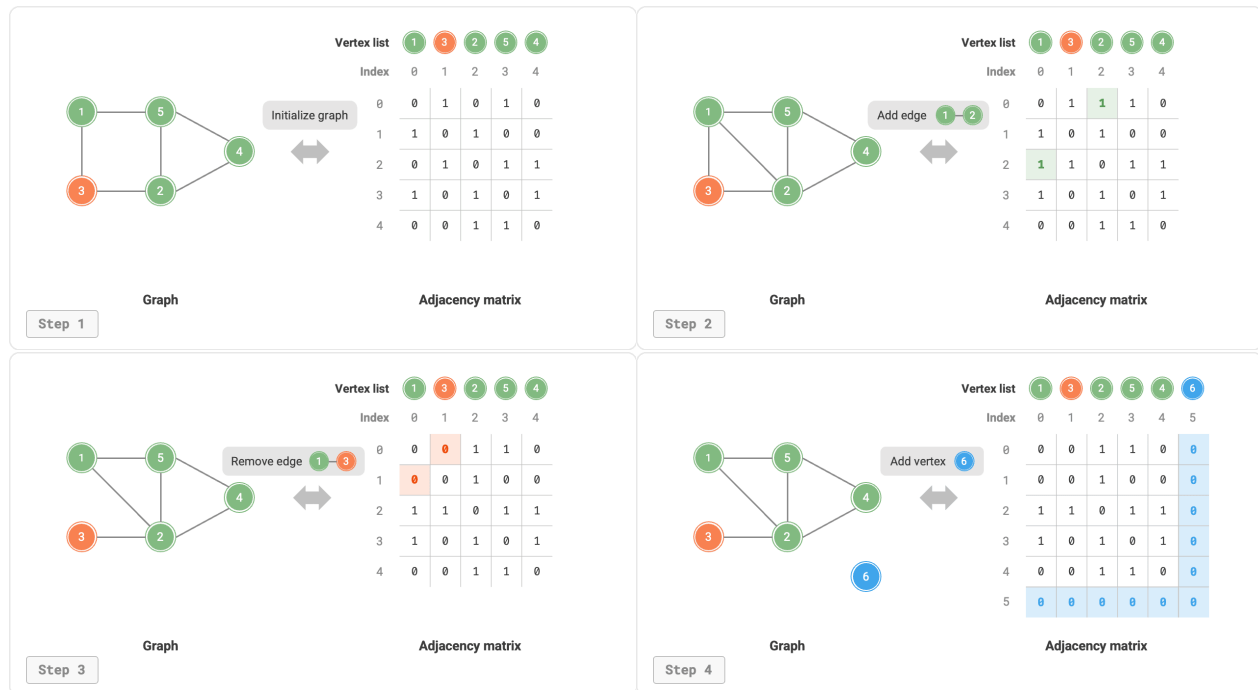 Vertex list 1 3 2 5 4
Index 0 1 2 3 4
0 0 1 0 1 0
1 1 0 1 0 0
2 0 1 0 1 1
3 1 0 1 0 1
4 0 0 1 1 0
1 5 4 3 2
Initialize graph
Graph
Adjacency matrix
Step 1
Vertex list 1 3 2 5 4
Index 0 1 2 3 4
0 0 1 1 1 0
1 1 0 1 0 0
2 1 1 0 1 1
3 1 0 1 0 1
4 0 0 1 1 0
1 5 4 3 2
Add edge 1 2
Graph
Adjacency matrix
Step 2
Vertex list 1 3 2 5 4
Index 0 1 2 3 4
0 0 0 1 1 0
1 0 0 1 0 0
2 1 1 0 1 1
3 1 0 1 0 1
4 0 0 1 1 0
1 5 4 3 2
Remove edge 1 3
Graph
Adjacency matrix
Step 3
Vertex list 1 3 2 5 4 6
Index 0 1 2 3 4 5
0 0 0 1 1 0 0
1 0 0 1 0 0 0
2 1 1 0 1 1 0
3 1 0 1 0 1 0
4 0 0 1 1 0 0
5 0 0 0 0 0 0
1 5 4 3 2 6
Add vertex 6
Graph
Adjacency matrix
Step 4